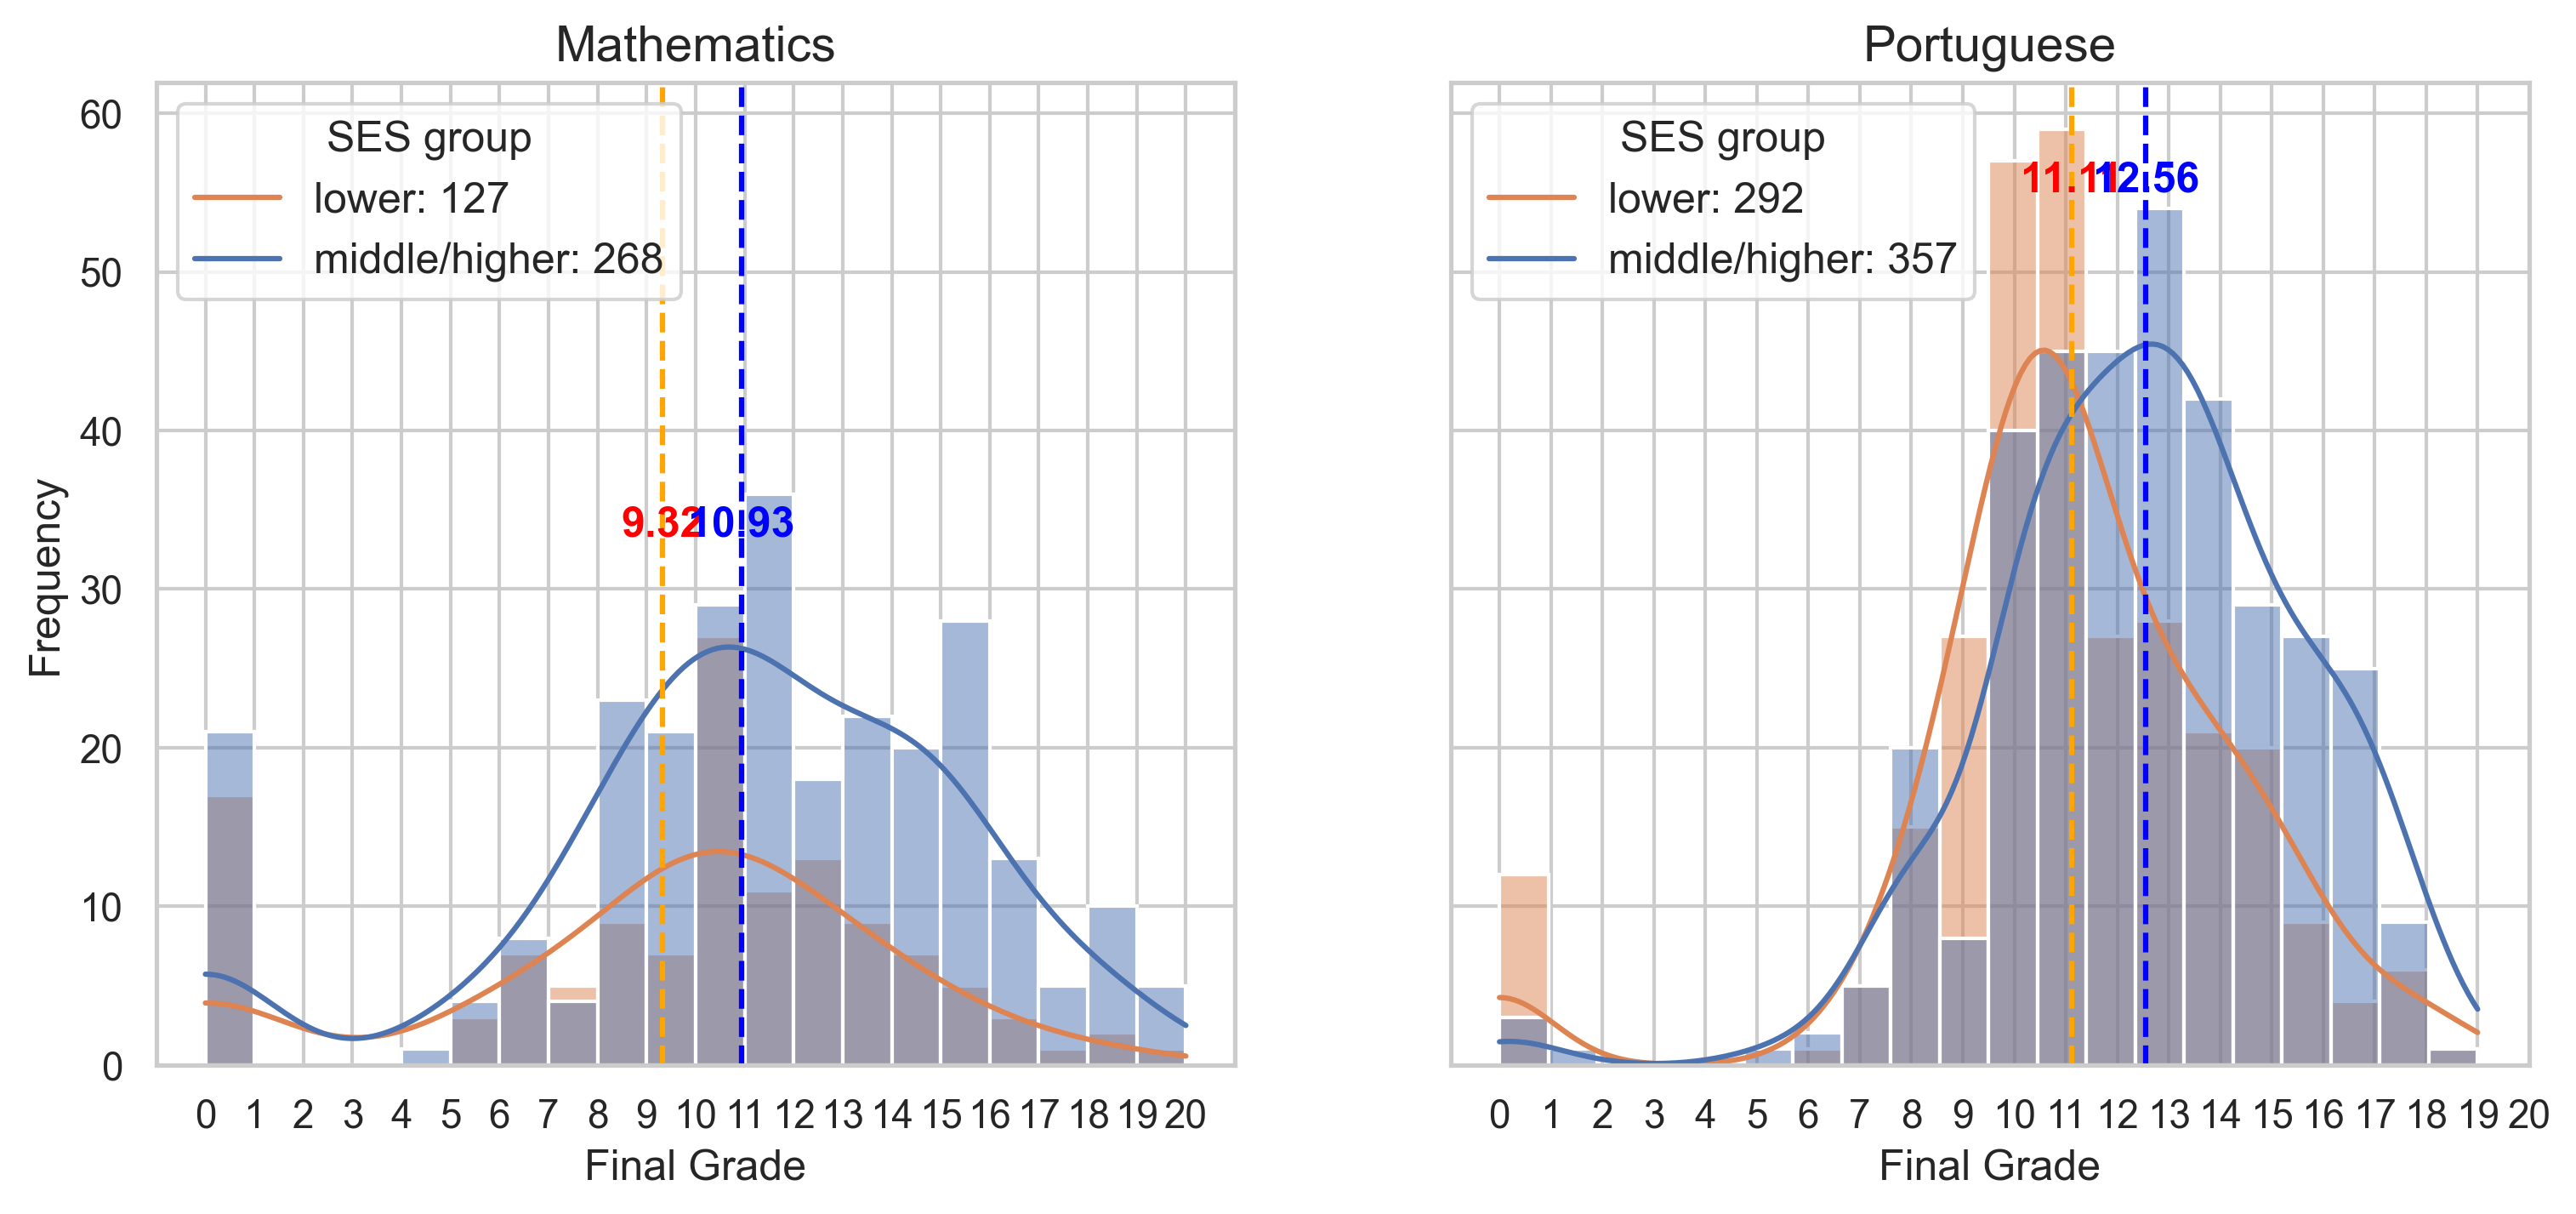 Mathematics
SES group
lower: 127
middle/higher: 268
9.32
10.93
60
50
40
30
20
10
0
Frequency
0 1 2 3 4 5 6 7 8 9 10 11 12 13 14 15 16 17 18 19 20
Final Grade
Portuguese
SES group
lower: 292
middle/higher: 357
11.11
12.56
0 1 2 3 4 5 6 7 8 9 10 11 12 13 14 15 16 17 18 19 20
Final Grade